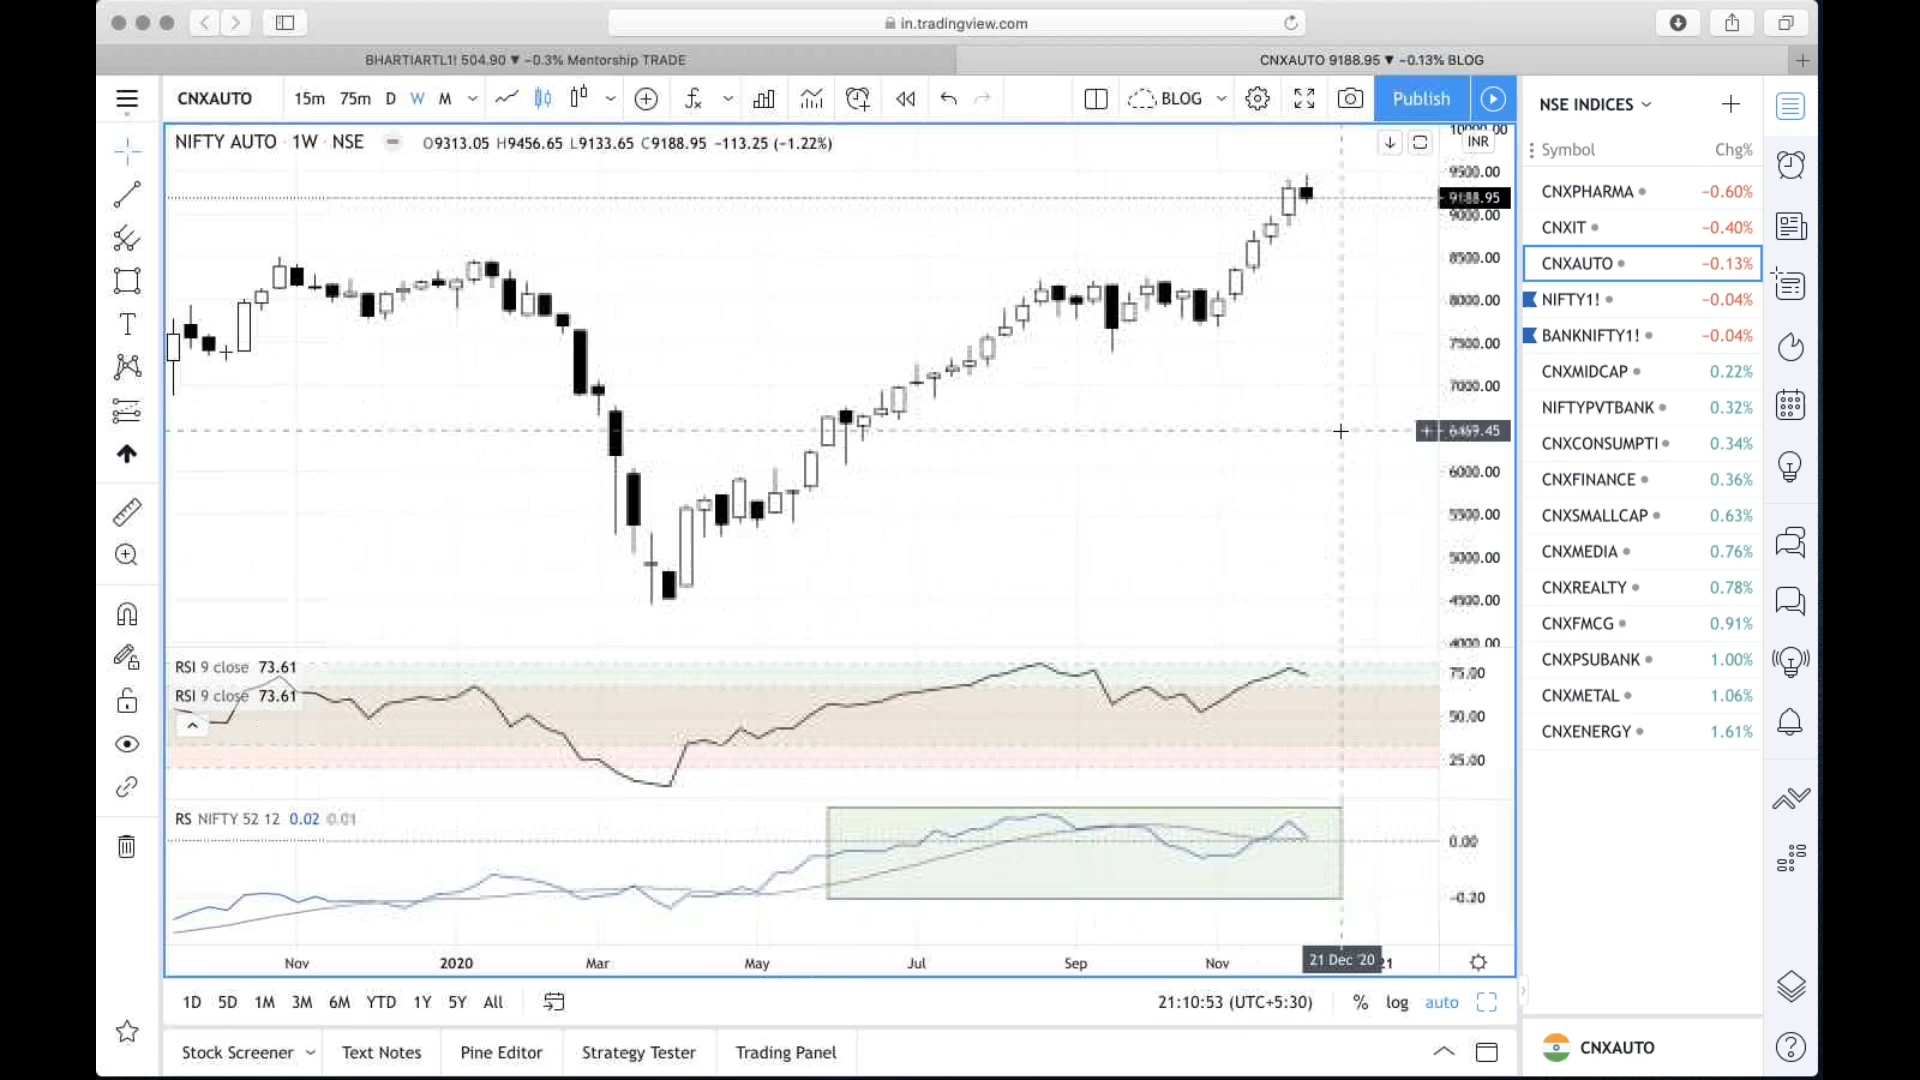 in.tradingview.com
BHARTIARTL1! 504.90 ▼ −0.3% Mentorship TRADE
CNXAUTO 9188.95 ▼ −0.13% BLOG
CNXAUTO 15m 75m D W M BLOG Publish
NIFTY AUTO · 1W · NSE O9313.05 H9456.65 L9133.65 C9188.95 −113.25 (−1.22%)
INR
10000.00
9500.00
9188.95
9000.00
8500.00
8000.00
7500.00
7000.00
6000.00
5500.00
5000.00
4500.00
4000.00
RSI 9 close 73.61
RSI 9 close 73.61
75.00
50.00
25.00
RS NIFTY 52 12 0.02 0.01
0.00
Nov 2020 Mar May Jul Sep Nov 21 Dec '20 21
1D 5D 1M 3M 6M YTD 1Y 5Y All
21:10:53 (UTC+5:30) % log auto
Stock Screener Text Notes Pine Editor Strategy Tester Trading Panel
NSE INDICES
Symbol Chg%
CNXPHARMA −0.60%
CNXIT −0.40%
CNXAUTO −0.13%
NIFTY1! −0.04%
BANKNIFTY1! −0.04%
CNXMIDCAP 0.22%
NIFTYPVTBANK 0.32%
CNXCONSUMPTI 0.34%
CNXFINANCE 0.36%
CNXSMALLCAP 0.63%
CNXMEDIA 0.76%
CNXREALTY 0.78%
CNXFMCG 0.91%
CNXPSUBANK 1.00%
CNXMETAL 1.06%
CNXENERGY 1.61%
CNXAUTO